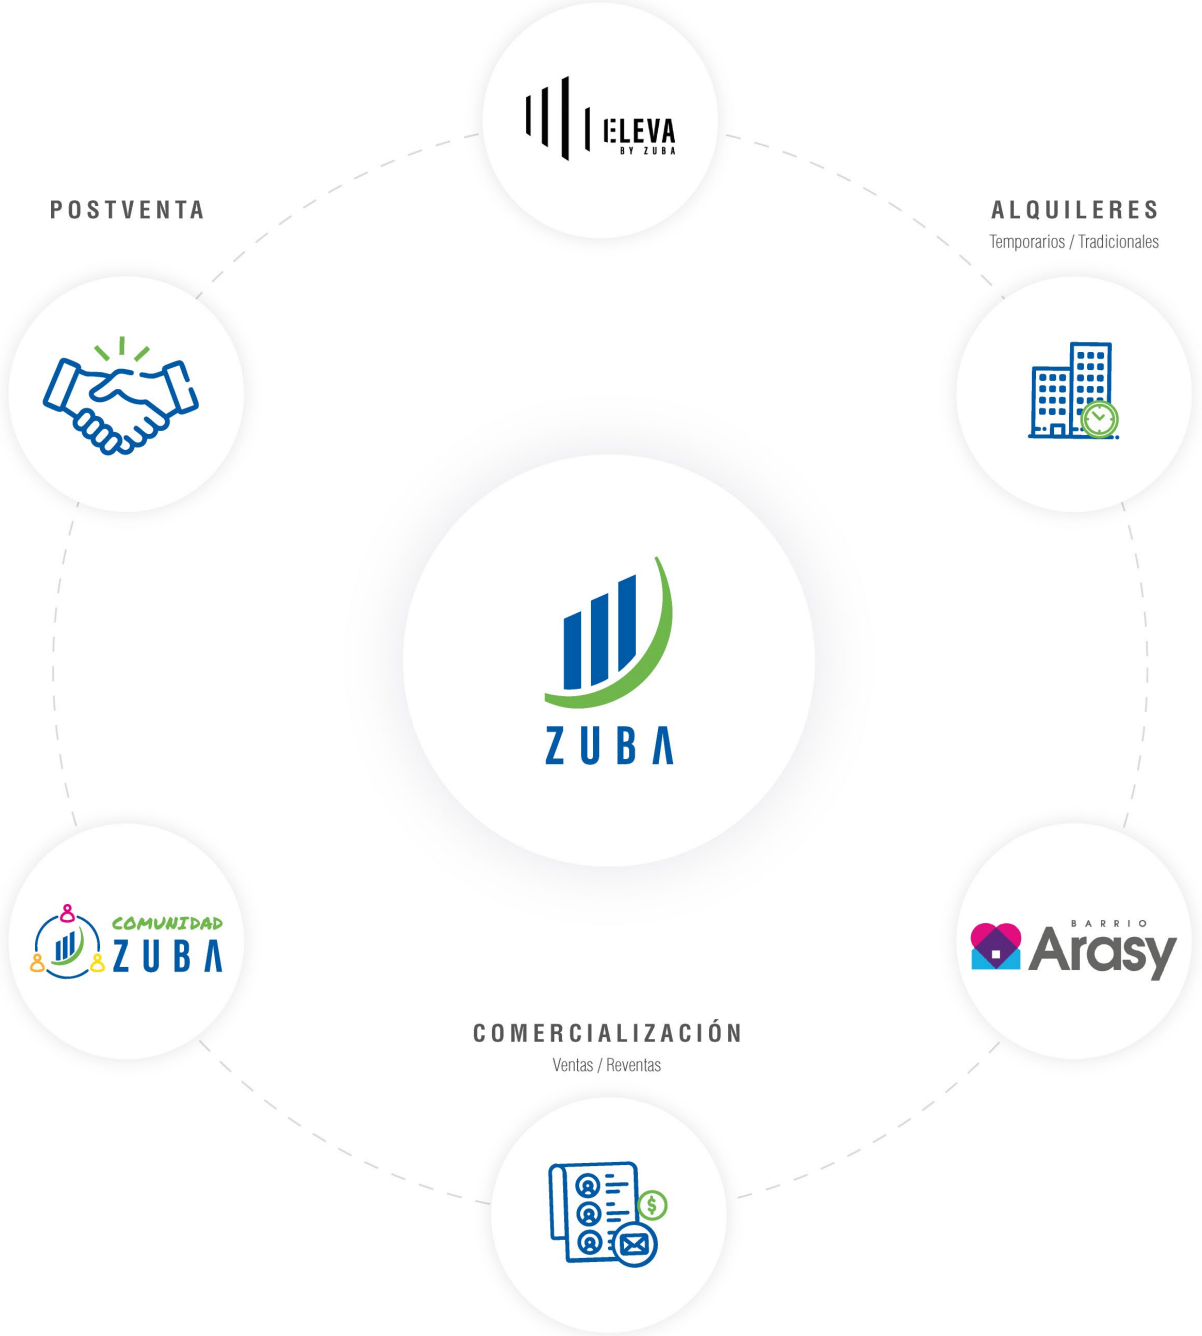 ELEVA
BY ZUBA
POSTVENTA
ALQUILERES
Temporarios / Tradicionales
ZUBA
COMUNIDAD
ZUBA
BARRIO
Arasy
COMERCIALIZACIÓN
Ventas / Reventas
$